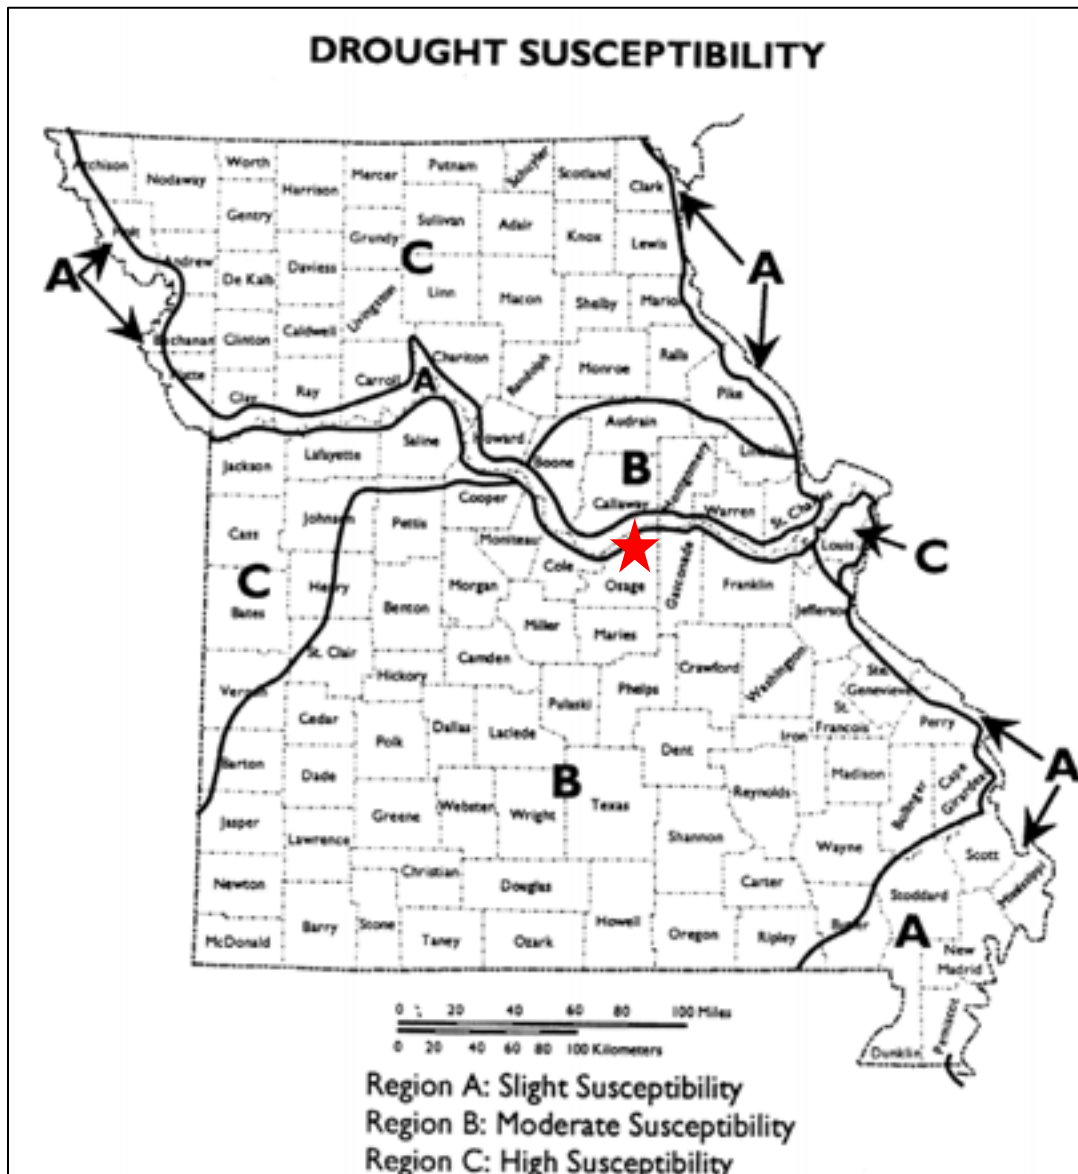 DROUGHT SUSCEPTIBILITY
Atchison Nodaway Worth Harrison Mercer Putnam Schuyler Scotland Clark
Holt Gentry Grundy Sullivan Adair Knox Lewis
A Andrew De Kalb Daviess C Livingston Linn Macon Shelby Marion A
Buchanan Clinton Caldwell Chariton Randolph Monroe Ralls
Platte Clay Ray Carroll A Pike
Audrain
Jackson Lafayette Saline Howard Boone B Montgomery Lincoln
Cass Johnson Pettis Cooper Callaway Warren St. Charles
Moniteau Cole Louis C
C Henry Morgan Osage Gasconade Franklin
Bates Benton Miller Maries Jefferson
St. Clair Camden Crawford Washington Ste.
Vernon Hickory Pulaski Phelps Genevieve
Cedar Dallas Laclede St.
Francois Perry A
Polk Dent Iron
Barton Dade B Madison Bollinger Cape
Girardeau
Webster Wright Texas Reynolds
Jasper Greene Shannon
Lawrence Wayne Scott
Christian Carter Mississippi
Newton Douglas Stoddard
Barry Stone Howell A
McDonald Taney Ozark Oregon Ripley Butler New
Madrid
Pemiscot
Dunklin
0 20 40 60 80 100 Miles
0 20 40 60 80 100 Kilometers
Region A: Slight Susceptibility
Region B: Moderate Susceptibility
Region C: High Susceptibility